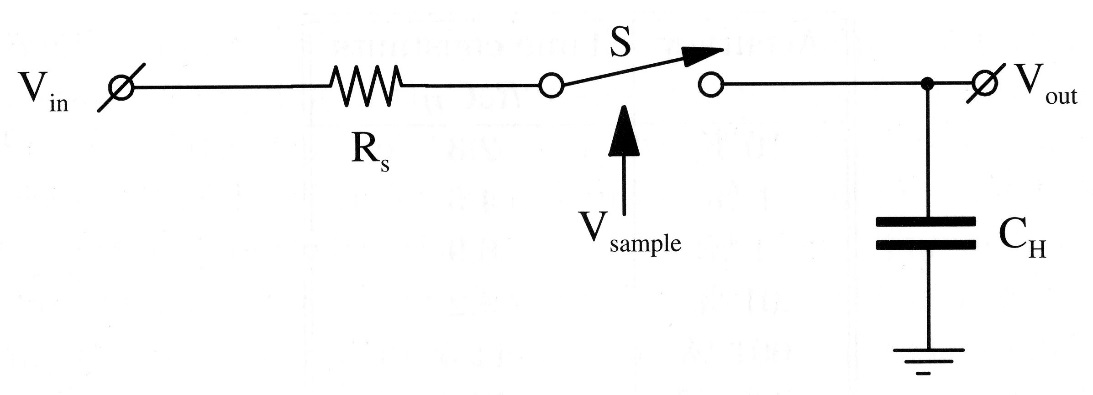 S
V_in
V_out
R_s
V_sample
C_H